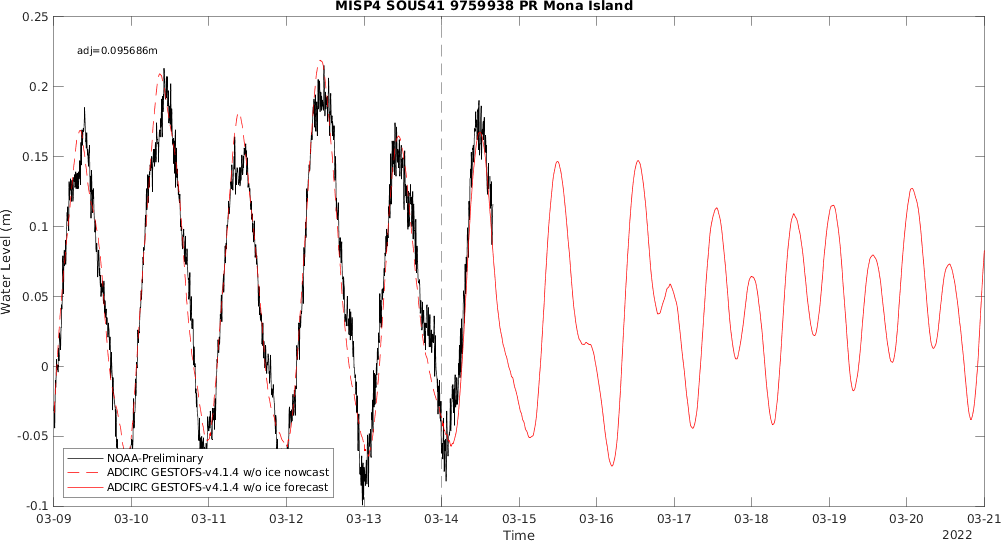 MISP4 SOUS41 9759938 PR Mona Island
adj=0.095686m
Water Level (m)
0.25
0.2
0.15
0.1
0.05
0
-0.05
-0.1
NOAA-Preliminary
ADCIRC GESTOFS-v4.1.4 w/o ice nowcast
ADCIRC GESTOFS-v4.1.4 w/o ice forecast
03-09 03-10 03-11 03-12 03-13 03-14 03-15 03-16 03-17 03-18 03-19 03-20 03-21
Time
2022